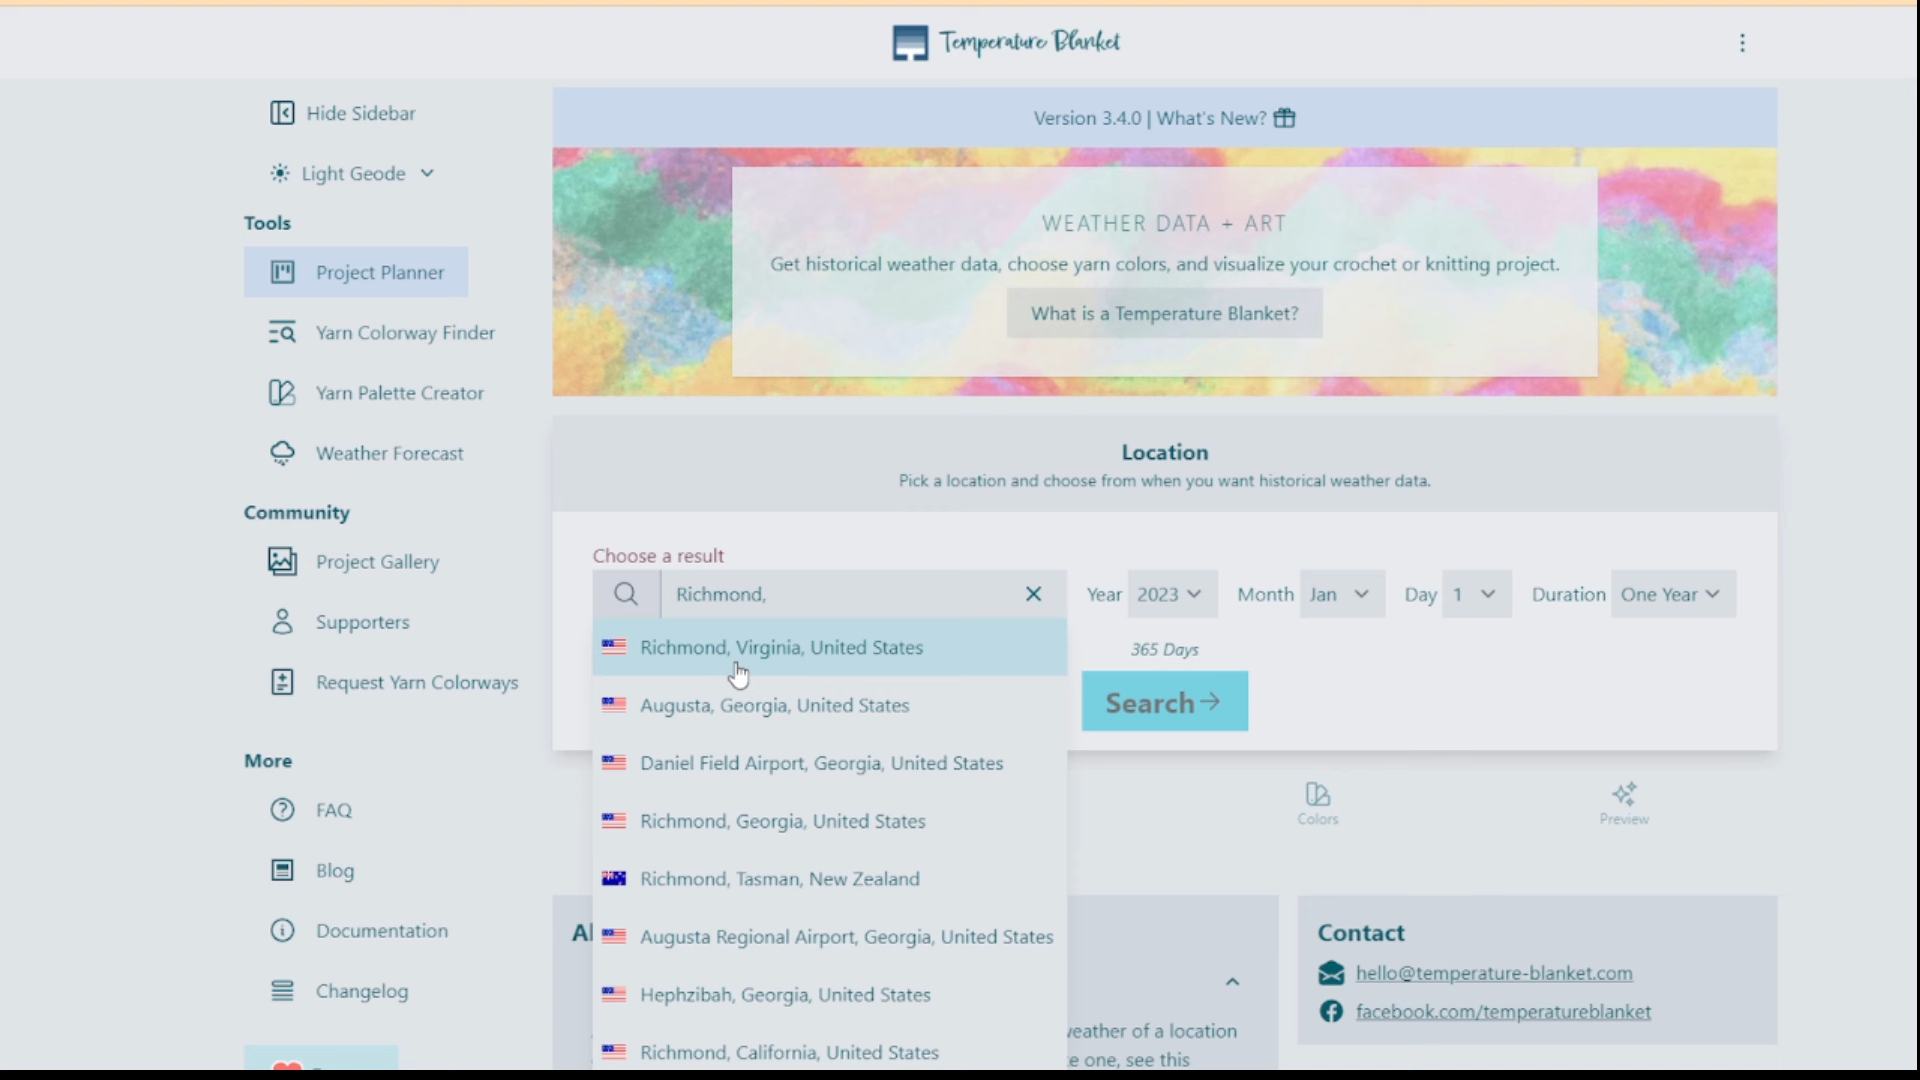 Temperature Blanket
Hide Sidebar
Light Geode
Tools
Project Planner
Yarn Colorway Finder
Yarn Palette Creator
Weather Forecast
Community
Project Gallery
Supporters
Request Yarn Colorways
More
FAQ
Blog
Documentation
Changelog
Version 3.4.0 | What's New?
WEATHER DATA + ART
Get historical weather data, choose yarn colors, and visualize your crochet or knitting project.
What is a Temperature Blanket?
Location
Pick a location and choose from when you want historical weather data.
Choose a result
Richmond,
Year 2023 Month Jan Day 1 Duration One Year
365 Days
Search
Richmond, Virginia, United States
Augusta, Georgia, United States
Daniel Field Airport, Georgia, United States
Richmond, Georgia, United States
Richmond, Tasman, New Zealand
Augusta Regional Airport, Georgia, United States
Hephzibah, Georgia, United States
Richmond, California, United States
Colors
Preview
weather of a location
one, see this
Contact
hello@temperature-blanket.com
facebook.com/temperatureblanket